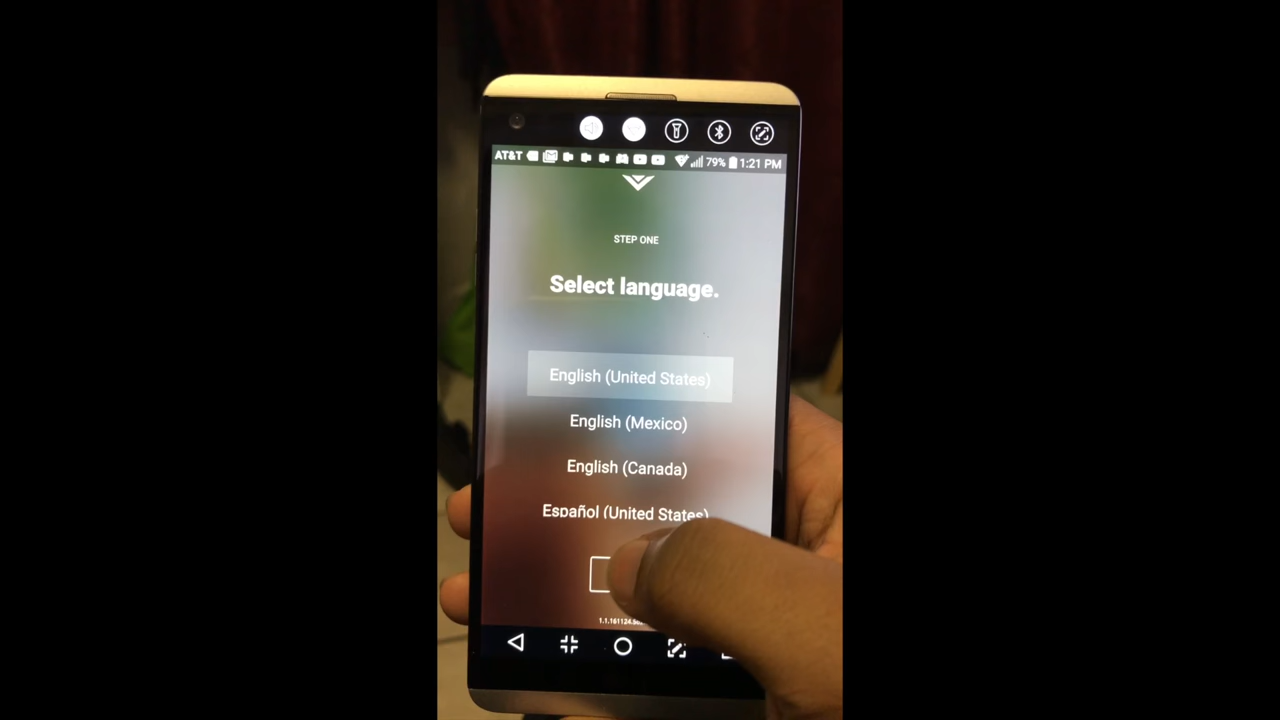 AT&T 79% 1:21 PM
STEP ONE
Select language.
English (United States)
English (Mexico)
English (Canada)
Español (United States)